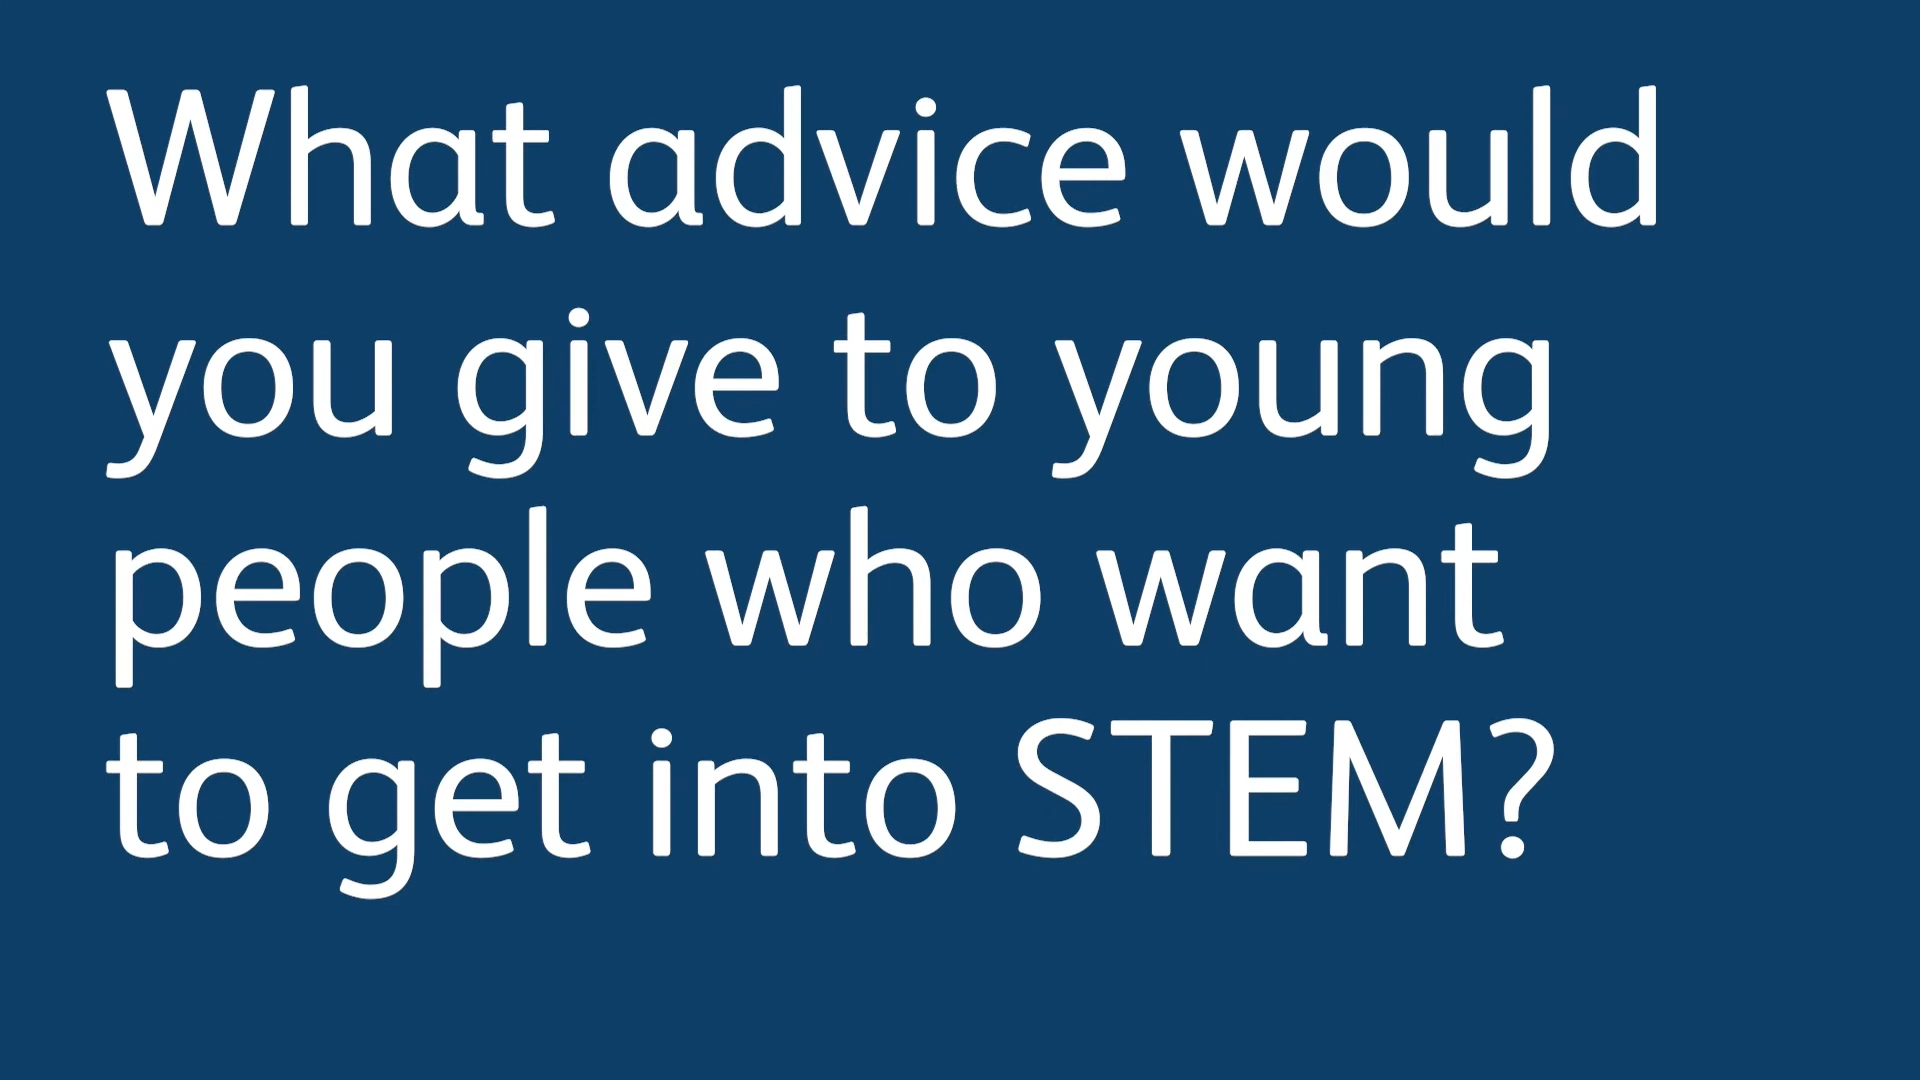 What advice would
you give to young
people who want
to get into STEM?